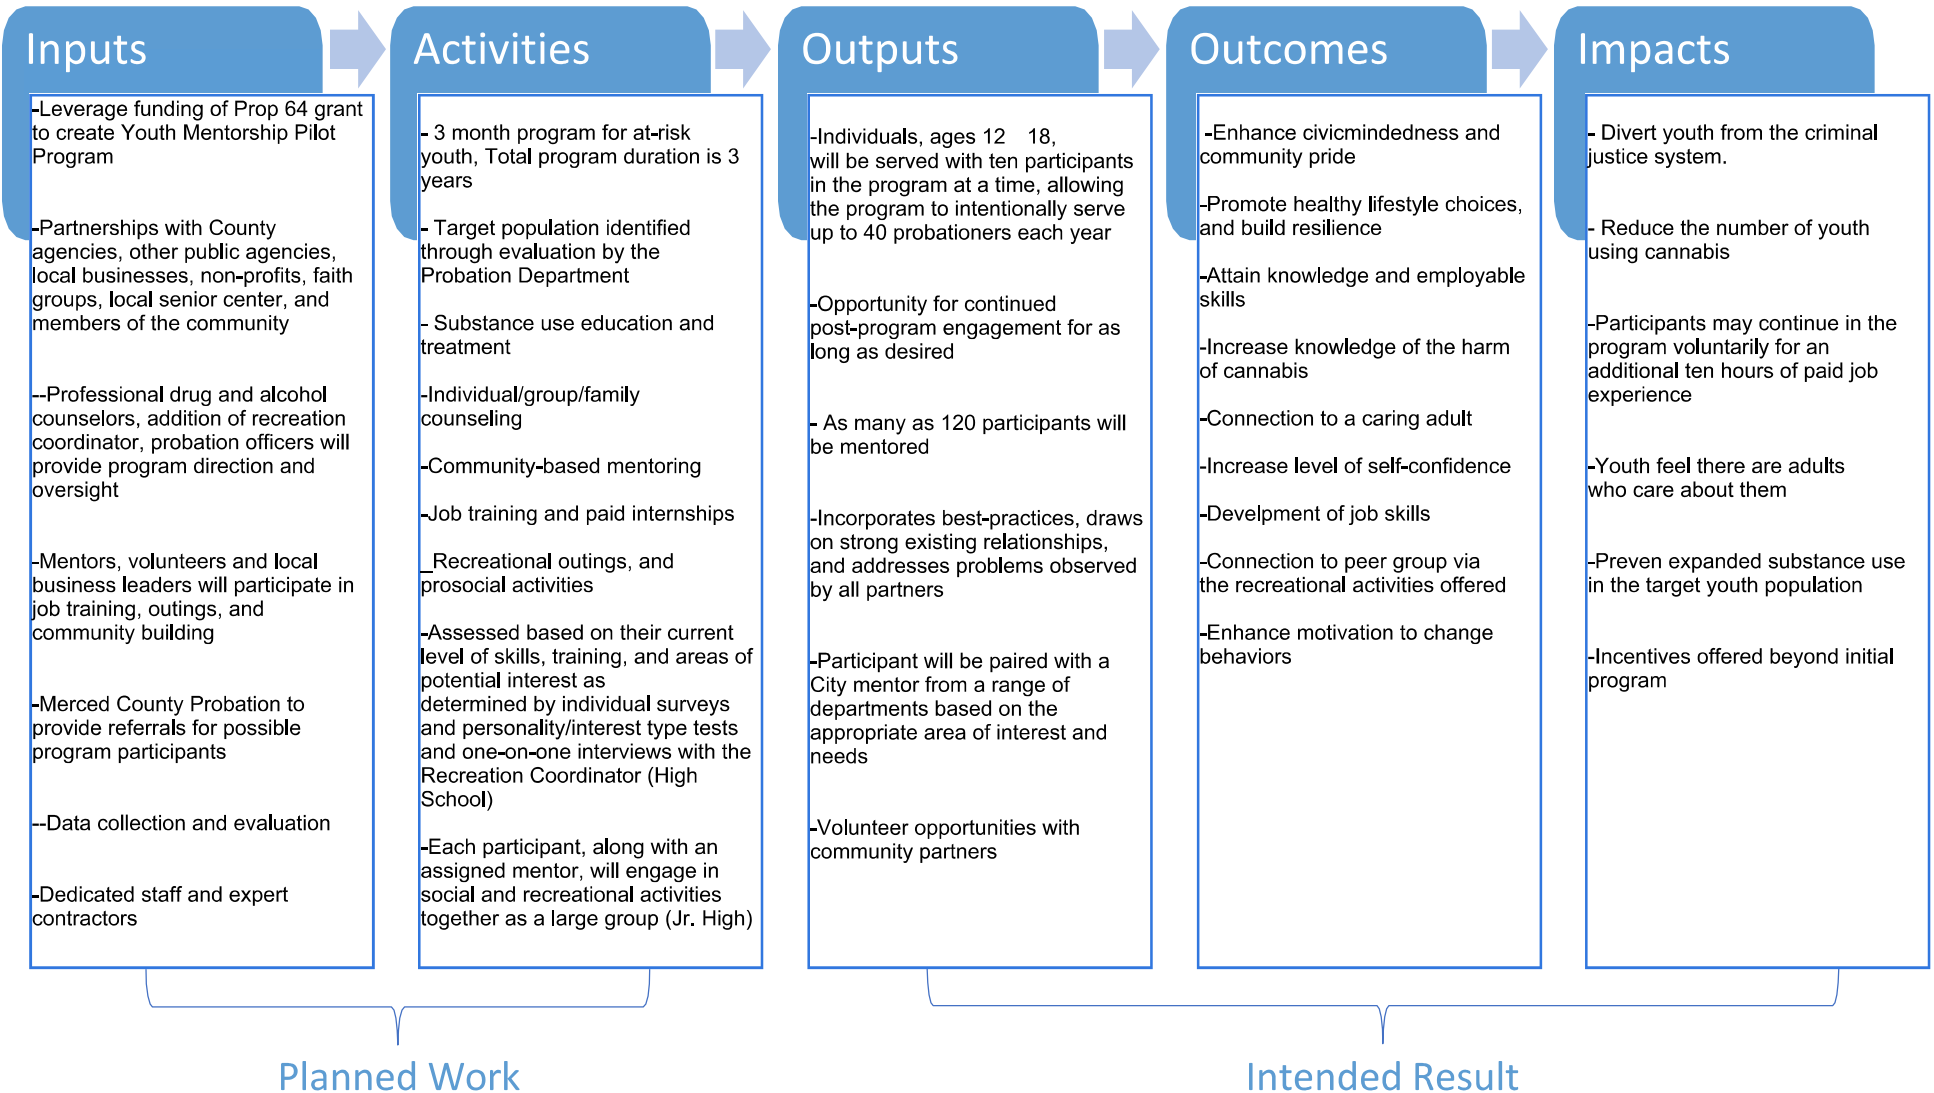 Inputs
-Leverage funding of Prop 64 grant
to create Youth Mentorship Pilot
Program
-Partnerships with County
agencies, other public agencies,
local businesses, non-profits, faith
groups, local senior center, and
members of the community
--Professional drug and alcohol
counselors, addition of recreation
coordinator, probation officers will
provide program direction and
oversight
-Mentors, volunteers and local
business leaders will participate in
job training, outings, and
community building
-Merced County Probation to
provide referrals for possible
program participants
--Data collection and evaluation
-Dedicated staff and expert
contractors
Activities
- 3 month program for at-risk
youth, Total program duration is 3
years
- Target population identified
through evaluation by the
Probation Department
- Substance use education and
treatment
-Individual/group/family
counseling
-Community-based mentoring
-Job training and paid internships
_Recreational outings, and
prosocial activities
-Assessed based on their current
level of skills, training, and areas of
potential interest as
determined by individual surveys
and personality/interest type tests
and one-on-one interviews with the
Recreation Coordinator (High
School)
-Each participant, along with an
assigned mentor, will engage in
social and recreational activities
together as a large group (Jr. High)
Outputs
-Individuals, ages 12 18,
will be served with ten participants
in the program at a time, allowing
the program to intentionally serve
up to 40 probationers each year
-Opportunity for continued
post-program engagement for as
long as desired
- As many as 120 participants will
be mentored
-Incorporates best-practices, draws
on strong existing relationships,
and addresses problems observed
by all partners
-Participant will be paired with a
City mentor from a range of
departments based on the
appropriate area of interest and
needs
-Volunteer opportunities with
community partners
Outcomes
-Enhance civicmindedness and
community pride
-Promote healthy lifestyle choices,
and build resilience
-Attain knowledge and employable
skills
-Increase knowledge of the harm
of cannabis
-Connection to a caring adult
-Increase level of self-confidence
-Develpment of job skills
-Connection to peer group via
the recreational activities offered
-Enhance motivation to change
behaviors
Impacts
- Divert youth from the criminal
justice system.
- Reduce the number of youth
using cannabis
-Participants may continue in the
program voluntarily for an
additional ten hours of paid job
experience
-Youth feel there are adults
who care about them
-Preven expanded substance use
in the target youth population
-Incentives offered beyond initial
program
Planned Work
Intended Result